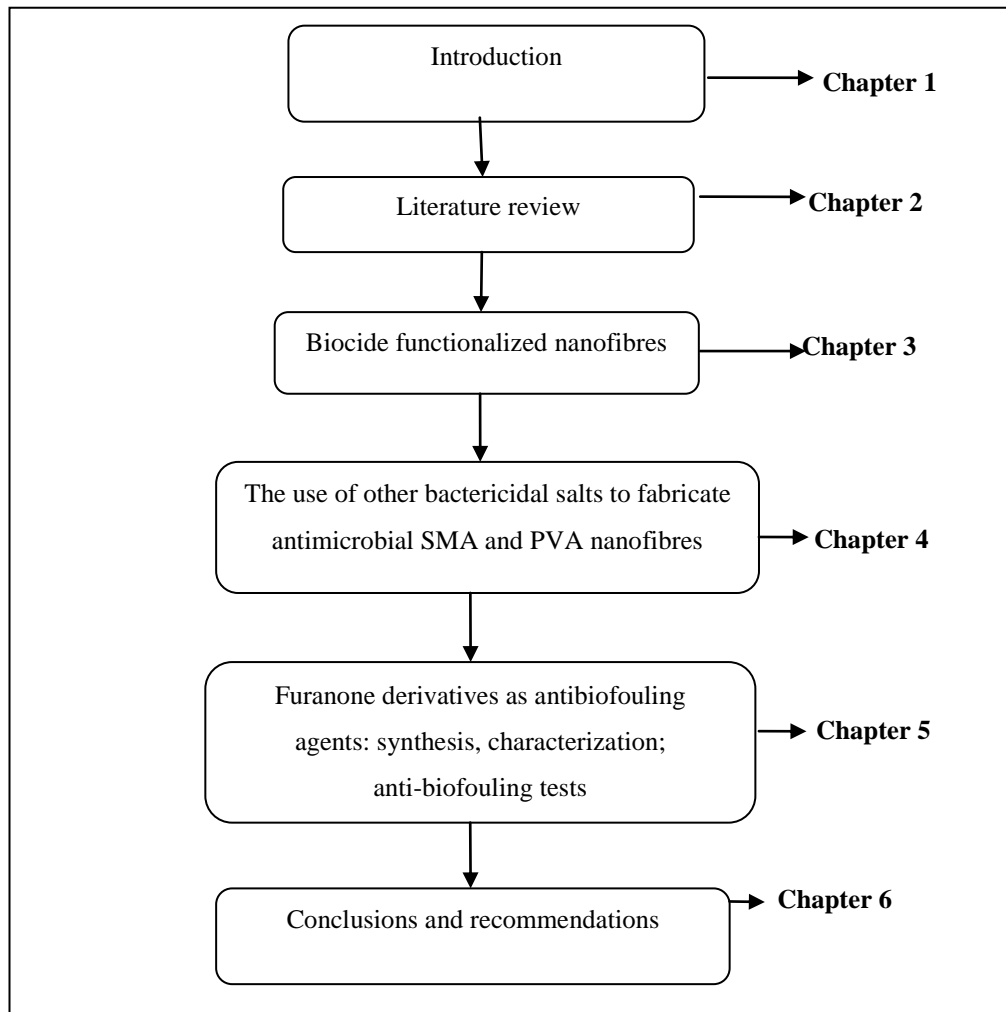 Introduction
Chapter 1
Literature review
Chapter 2
Biocide functionalized nanofibres
Chapter 3
The use of other bactericidal salts to fabricate
antimicrobial SMA and PVA nanofibres
Chapter 4
Furanone derivatives as antibiofouling
agents: synthesis, characterization;
anti-biofouling tests
Chapter 5
Conclusions and recommendations
Chapter 6